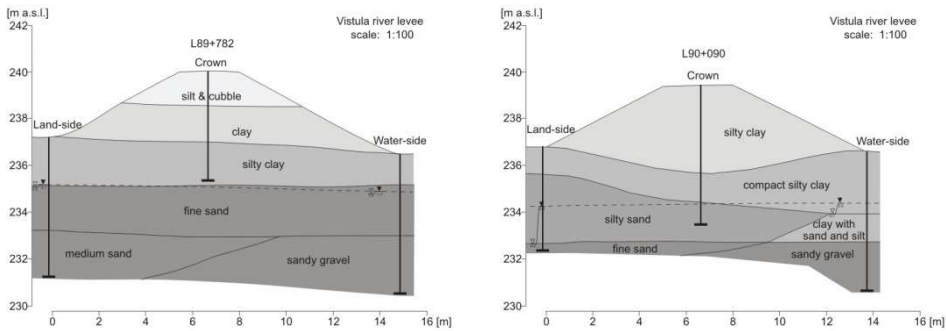 [m a.s.l.]
242
240
238
236
234
232
230
Vistula river levee
scale: 1:100
L89+782
Crown
silt & cubble
Land-side
clay
Water-side
silty clay
fine sand
medium sand
sandy gravel
0 2 4 6 8 10 12 14 16 [m]
[m a.s.l.]
242
240
238
236
234
232
230
Vistula river levee
scale: 1:100
L90+090
Crown
Land-side
silty clay
Water-side
compact silty clay
silty sand
clay with
sand and silt
fine sand
sandy gravel
0 2 4 6 8 10 12 14 16 [m]